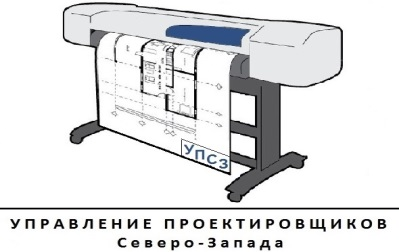 УПСЗ
УПРАВЛЕНИЕ ПРОЕКТИРОВЩИКОВ
Северо-Запада